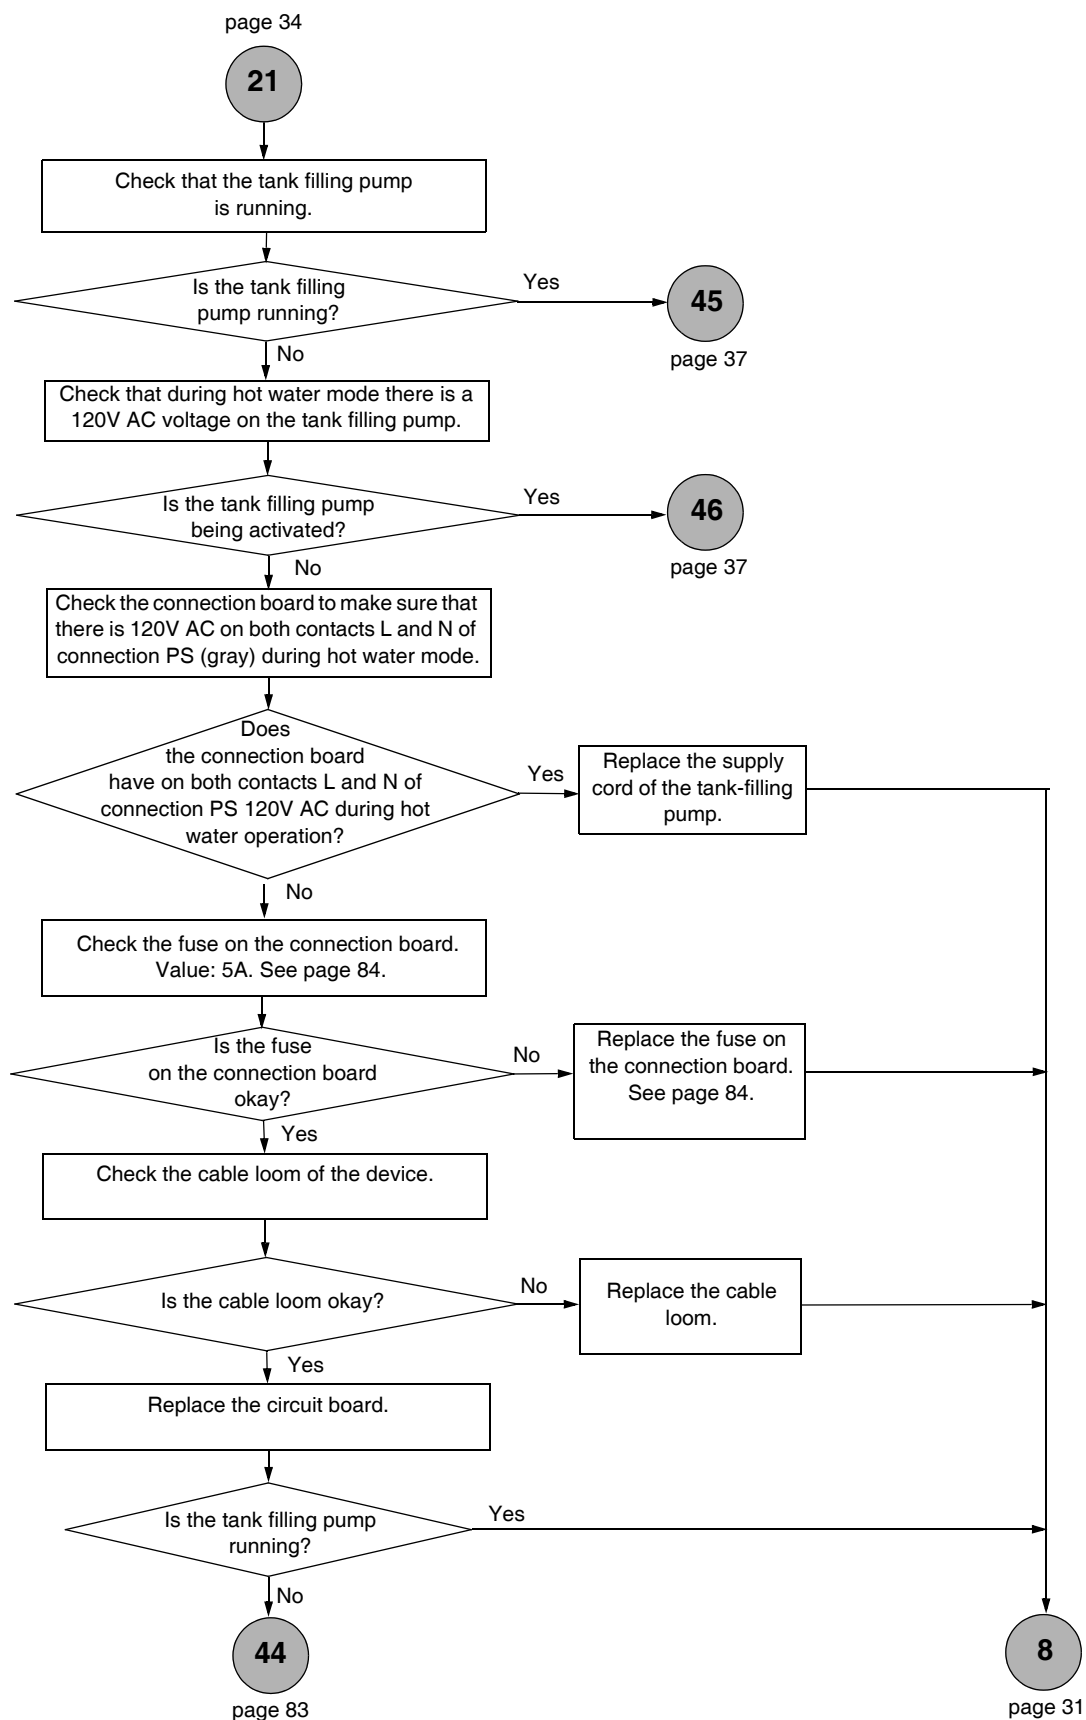 page 34
21
Check that the tank filling pump
is running.
Is the tank filling
pump running?
Yes
45
page 37
No
Check that during hot water mode there is a
120V AC voltage on the tank filling pump.
Is the tank filling pump
being activated?
Yes
46
page 37
No
Check the connection board to make sure that
there is 120V AC on both contacts L and N of
connection PS (gray) during hot water mode.
Does
the connection board
have on both contacts L and N of
connection PS 120V AC during hot
water operation?
Yes
Replace the supply
cord of the tank-filling
pump.
No
Check the fuse on the connection board.
Value: 5A. See page 84.
Is the fuse
on the connection board
okay?
No
Replace the fuse on
the connection board.
See page 84.
Yes
Check the cable loom of the device.
Is the cable loom okay?
No
Replace the cable
loom.
Yes
Replace the circuit board.
Is the tank filling pump
running?
Yes
No
44
page 83
8
page 31